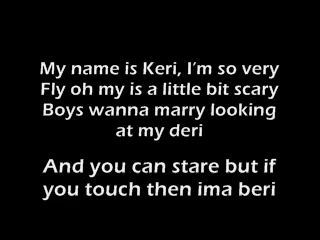 My name is Keri, I'm so very
Fly oh my is a little bit scary
Boys wanna marry looking
at my deri
And you can stare but if
you touch then ima beri